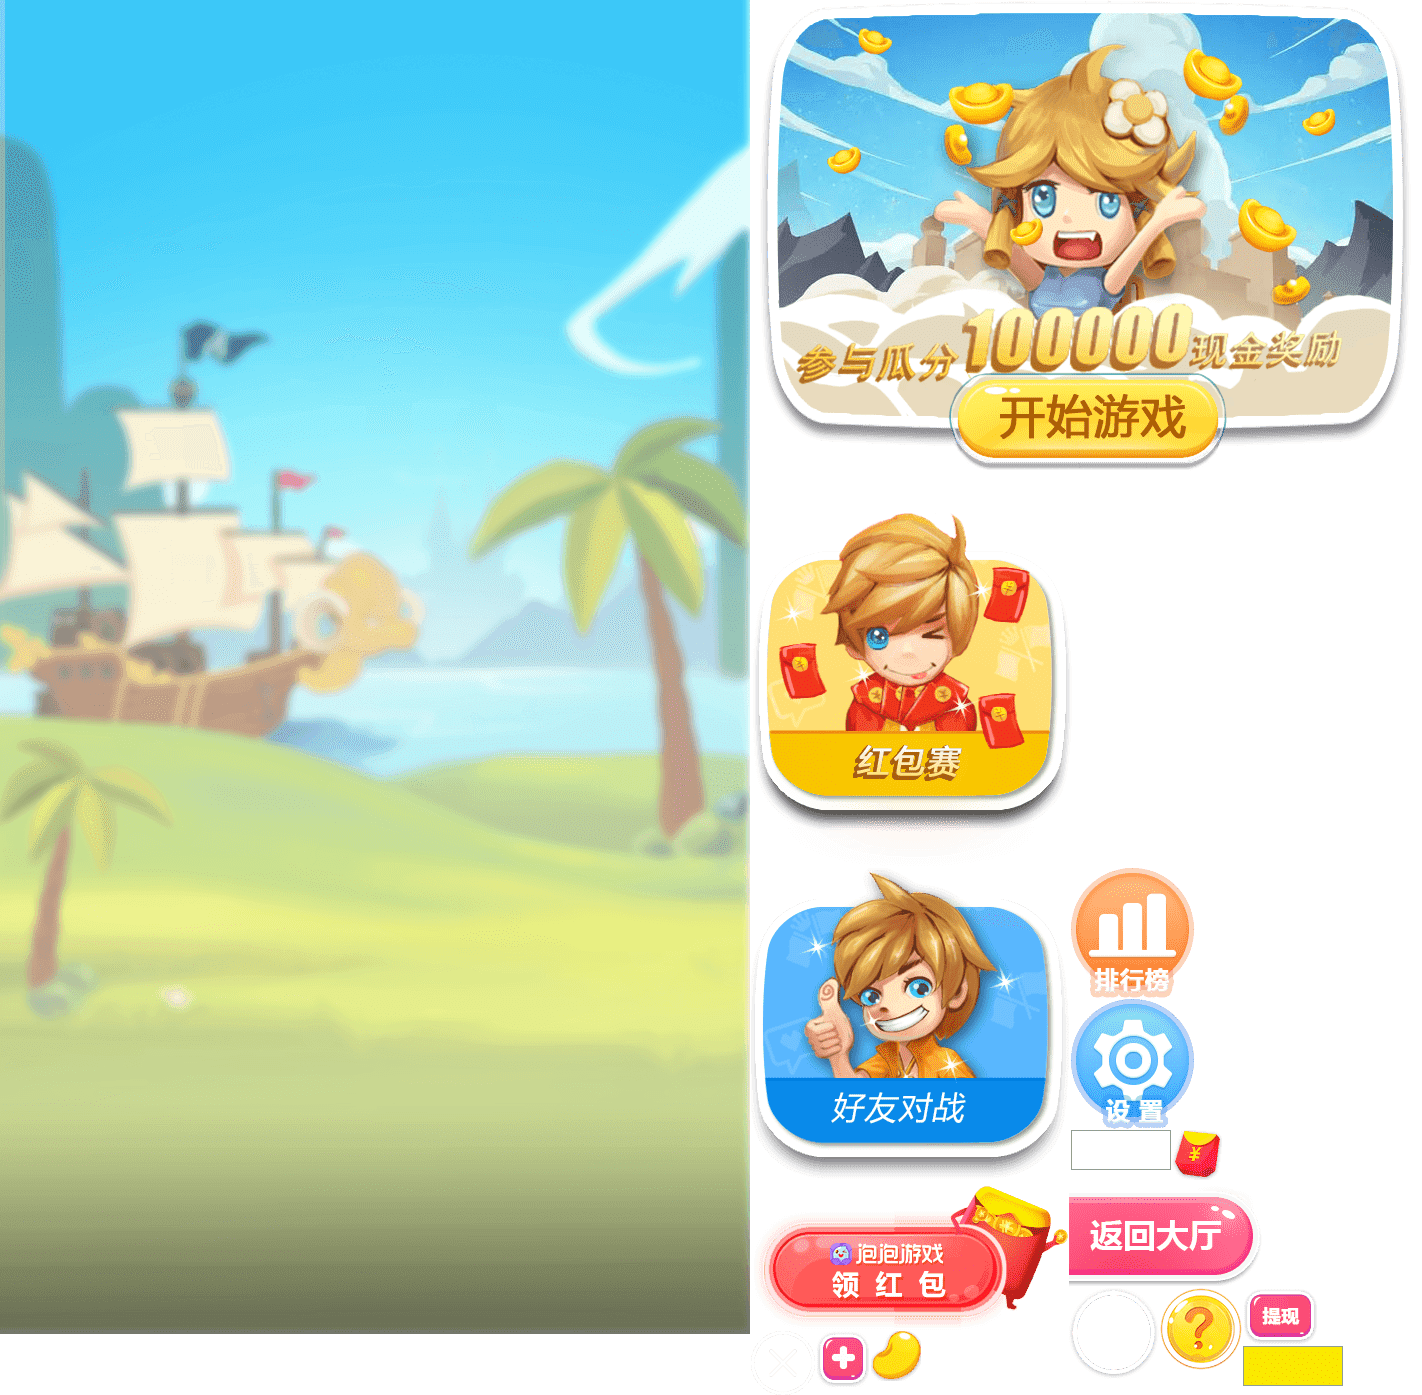 参与瓜分100000现金奖励
开始游戏
红包赛
好友对战
排行榜
设置
¥
返回大厅
泡泡游戏
领红包
?
提现